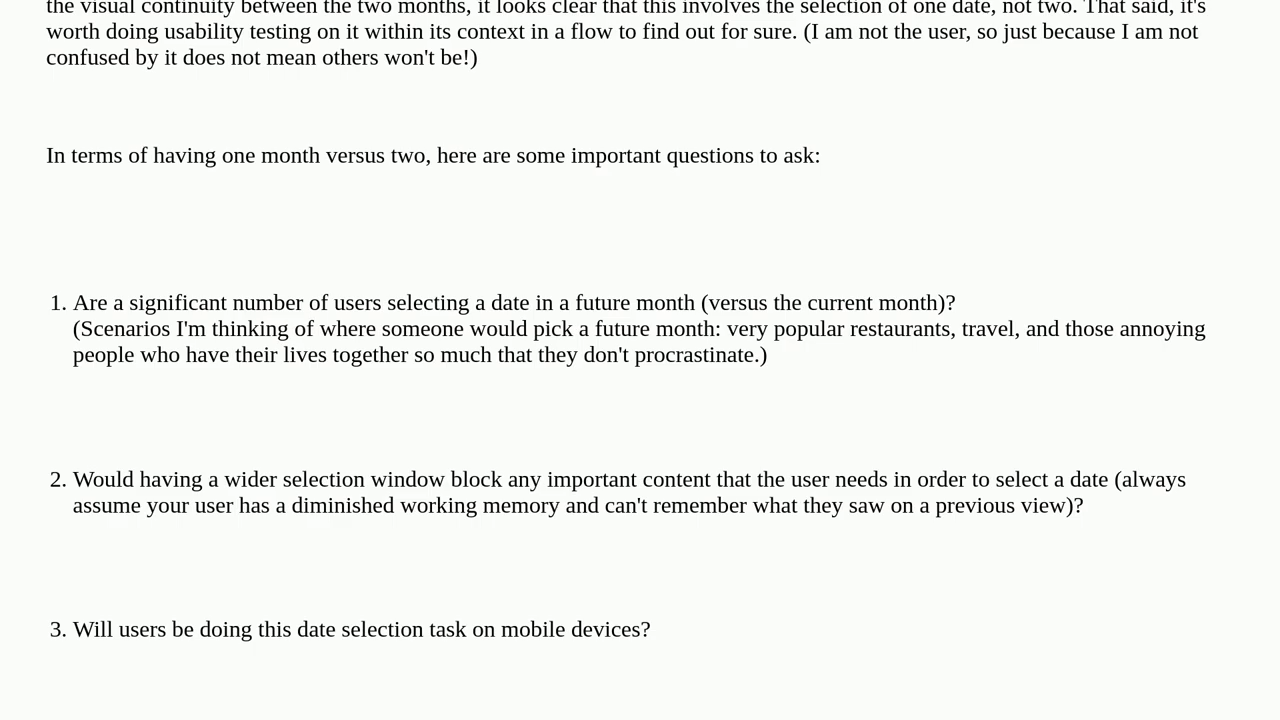 the visual continuity between the two months, it looks clear that this involves the selection of one date, not two. That said, it's
worth doing usability testing on it within its context in a flow to find out for sure. (I am not the user, so just because I am not
confused by it does not mean others won't be!)
In terms of having one month versus two, here are some important questions to ask:
1. Are a significant number of users selecting a date in a future month (versus the current month)?
(Scenarios I'm thinking of where someone would pick a future month: very popular restaurants, travel, and those annoying
people who have their lives together so much that they don't procrastinate.)
2. Would having a wider selection window block any important content that the user needs in order to select a date (always
assume your user has a diminished working memory and can't remember what they saw on a previous view)?
3. Will users be doing this date selection task on mobile devices?